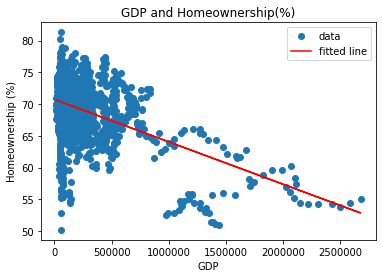 GDP and Homeownership(%)
data
fitted line
Homeownership (%)
80
75
70
65
60
55
50
0
500000
1000000
1500000
2000000
2500000
GDP